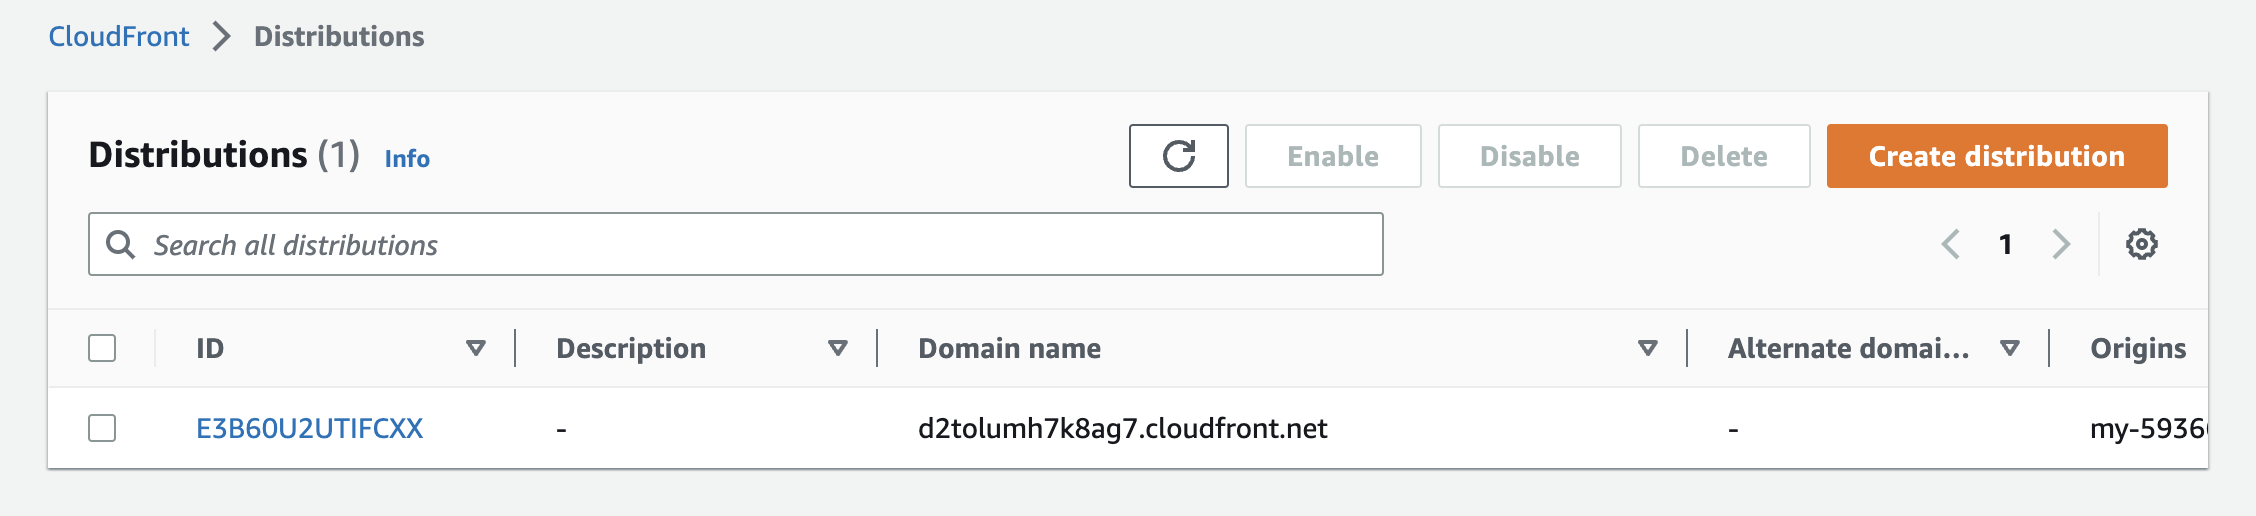 CloudFront Distributions
Distributions (1) Info Enable Disable Delete Create distribution
Search all distributions 1
ID Description Domain name Alternate domai... Origins
E3B60U2UTIFCXX - d2tolumh7k8ag7.cloudfront.net - my-5936